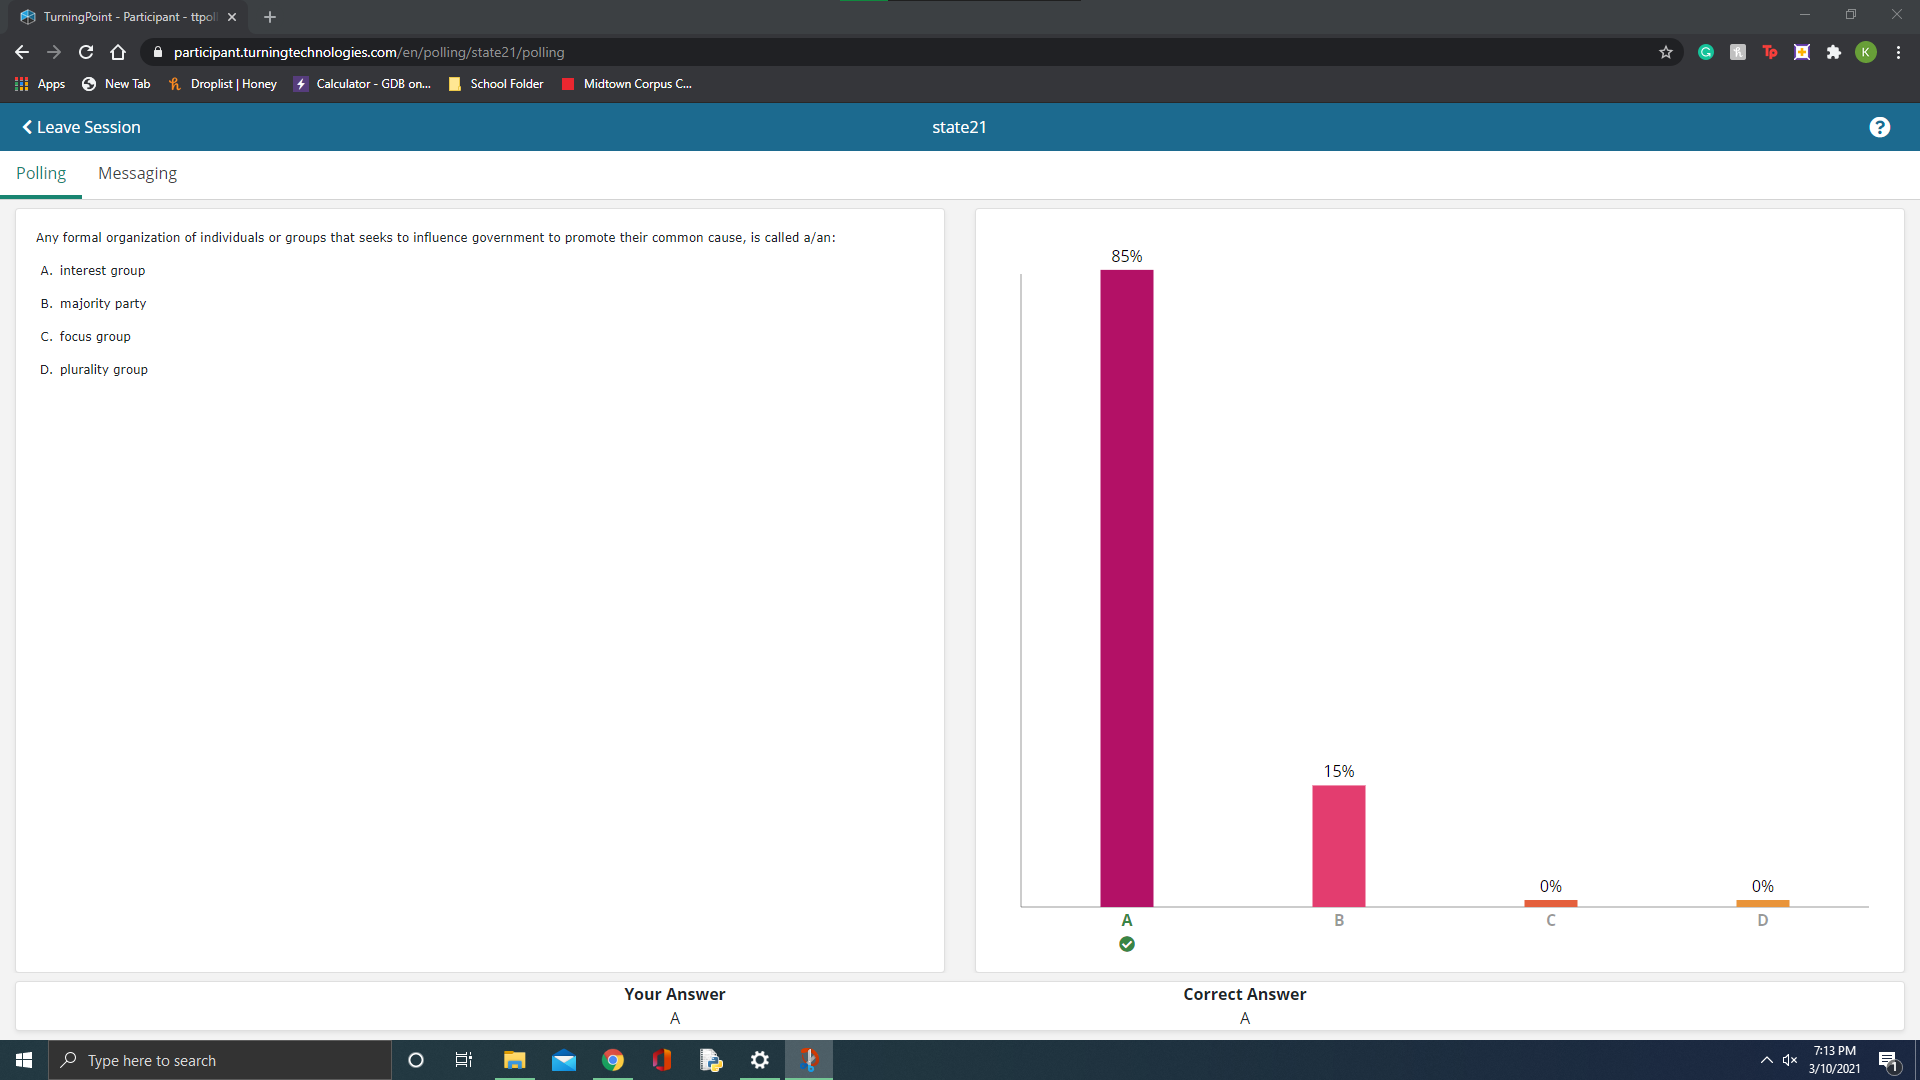 TurningPoint - Participant - ttpoll
participant.turningtechnologies.com/en/polling/state21/polling
Tp
K
Apps
New Tab
Droplist | Honey
Calculator - GDB on...
School Folder
Midtown Corpus C...
Leave Session
state21
?
Polling
Messaging
Any formal organization of individuals or groups that seeks to influence government to promote their common cause, is called a/an:
A. interest group
B. majority party
C. focus group
D. plurality group
85%
15%
0%
0%
A
B
C
D
Your Answer
A
Correct Answer
A
Type here to search
7:13 PM
3/10/2021
1